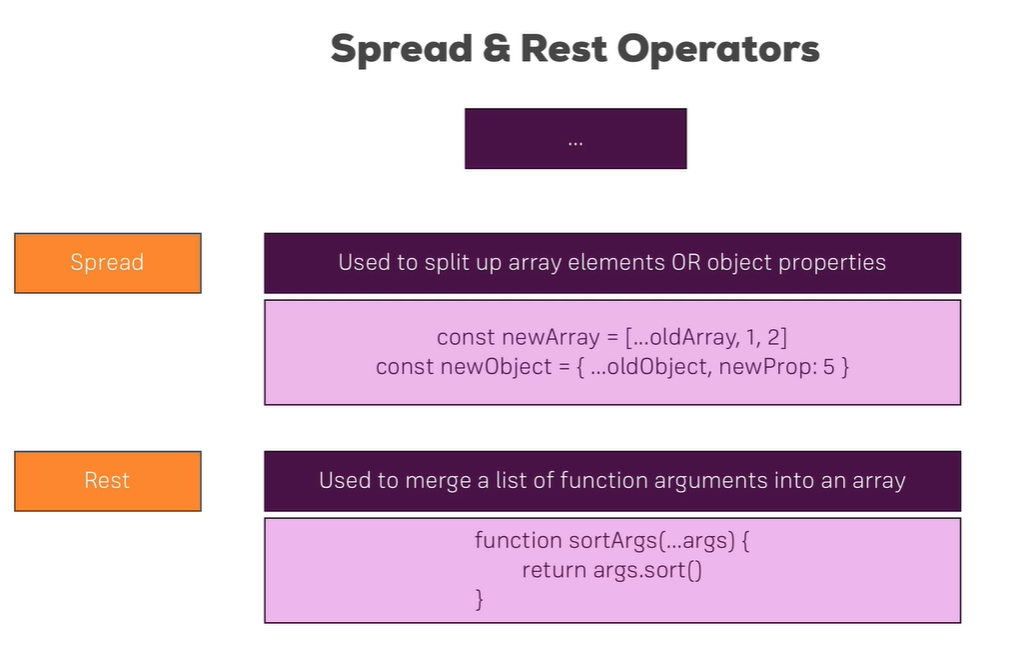 Spread & Rest Operators
...
Spread
Used to split up array elements OR object properties
const newArray = [...oldArray, 1, 2]
const newObject = { ...oldObject, newProp: 5 }
Rest
Used to merge a list of function arguments into an array
function sortArgs(...args) {
return args.sort()
}